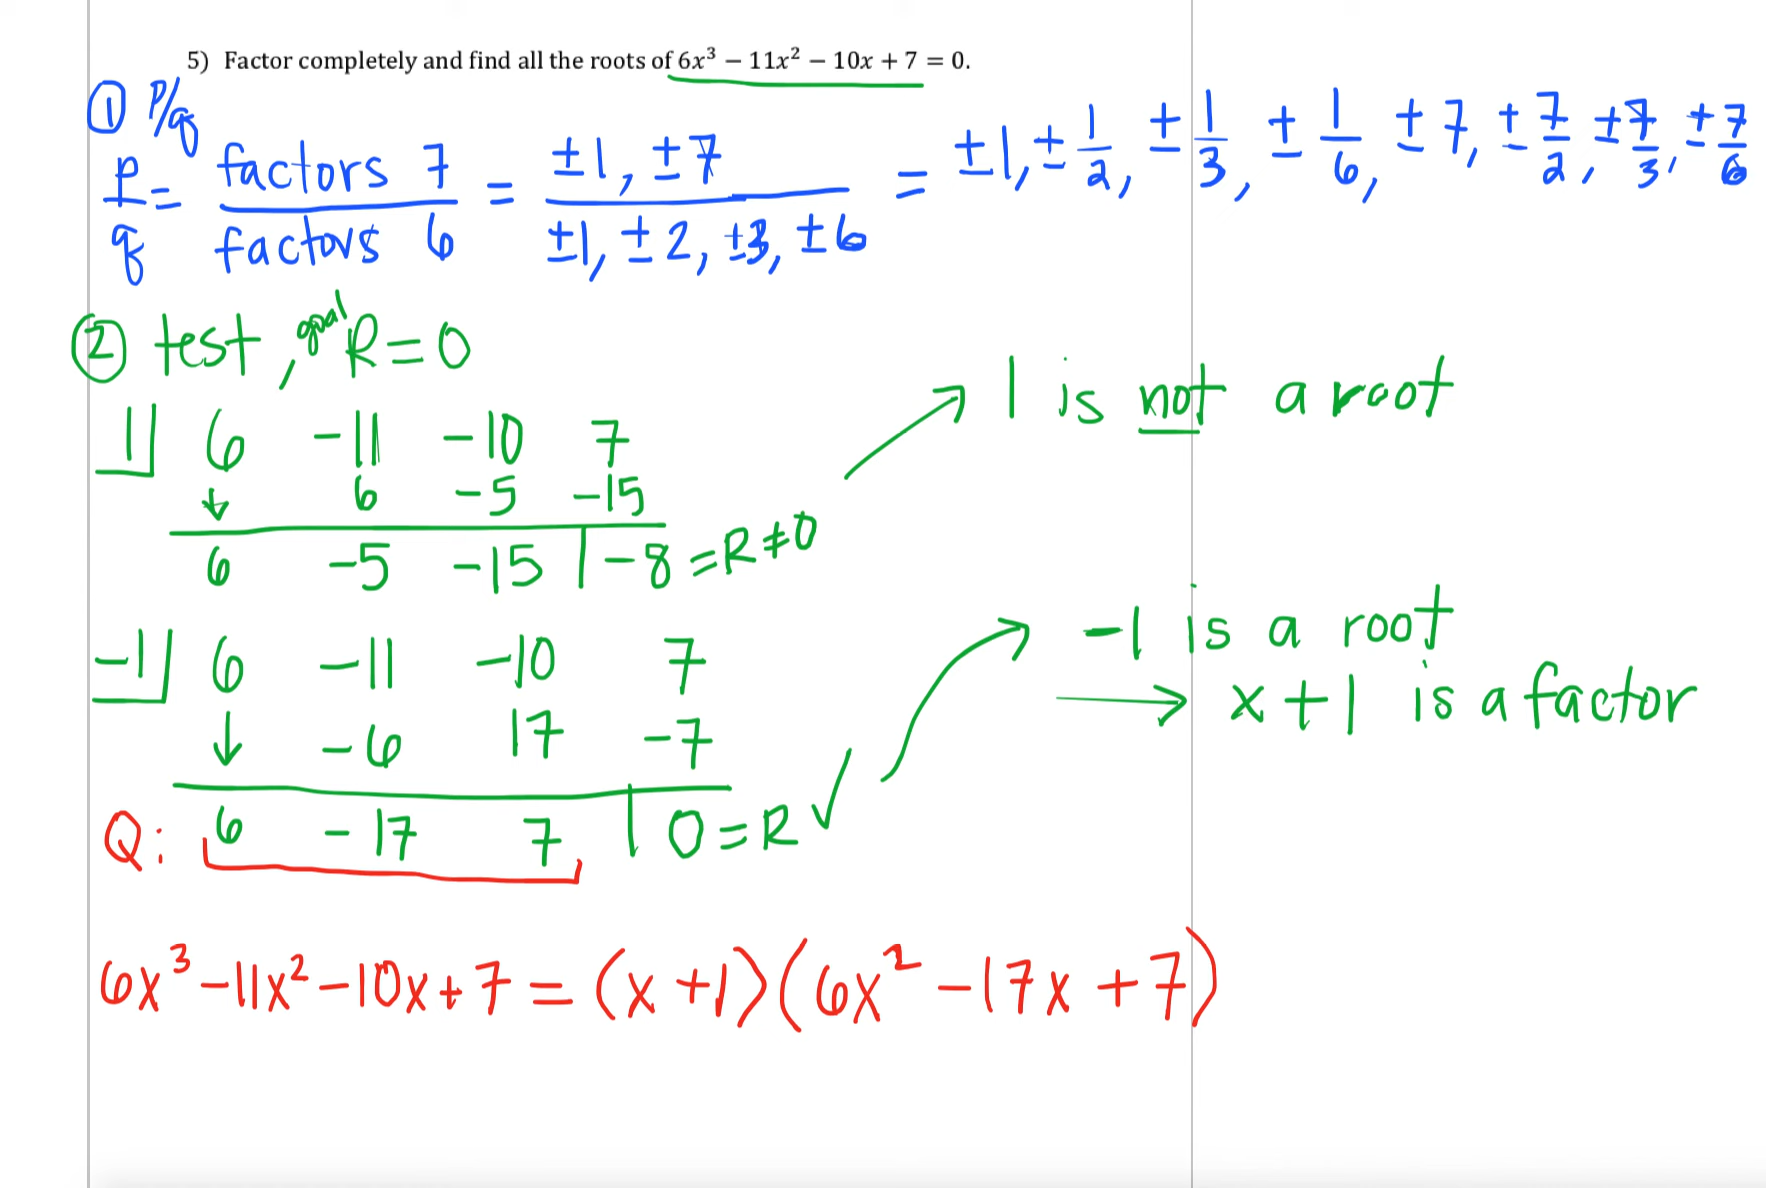 5) Factor completely and find all the roots of 6x³ − 11x² − 10x + 7 = 0.
① P/q
p/q = factors 7 / factors 6 = ±1, ±7 / ±1, ±2, ±3, ±6 = ±1, ±1/2, ±1/3, ±1/6, ±7, ±7/2, ±7/3, ±7/6
② test, goal R=0
1| 6 -11 -10 7
↓ 6 -5 -15
6 -5 -15 | -8 = R≠0
→ 1 is not a root
-1| 6 -11 -10 7
↓ -6 17 -7
Q: 6 -17 7, | 0 = R ✓
→ -1 is a root
→ x+1 is a factor
6x³ - 11x² - 10x + 7 = (x+1)(6x² - 17x + 7)